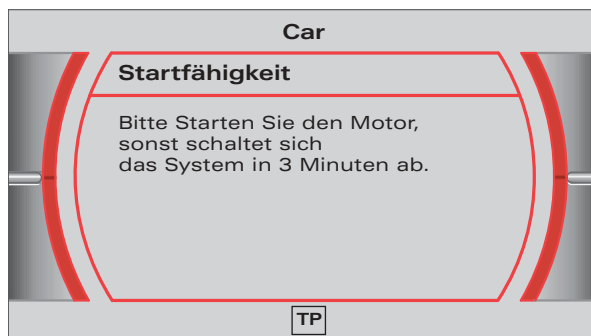 Car
Startfähigkeit
Bitte Starten Sie den Motor,
sonst schaltet sich
das System in 3 Minuten ab.
TP